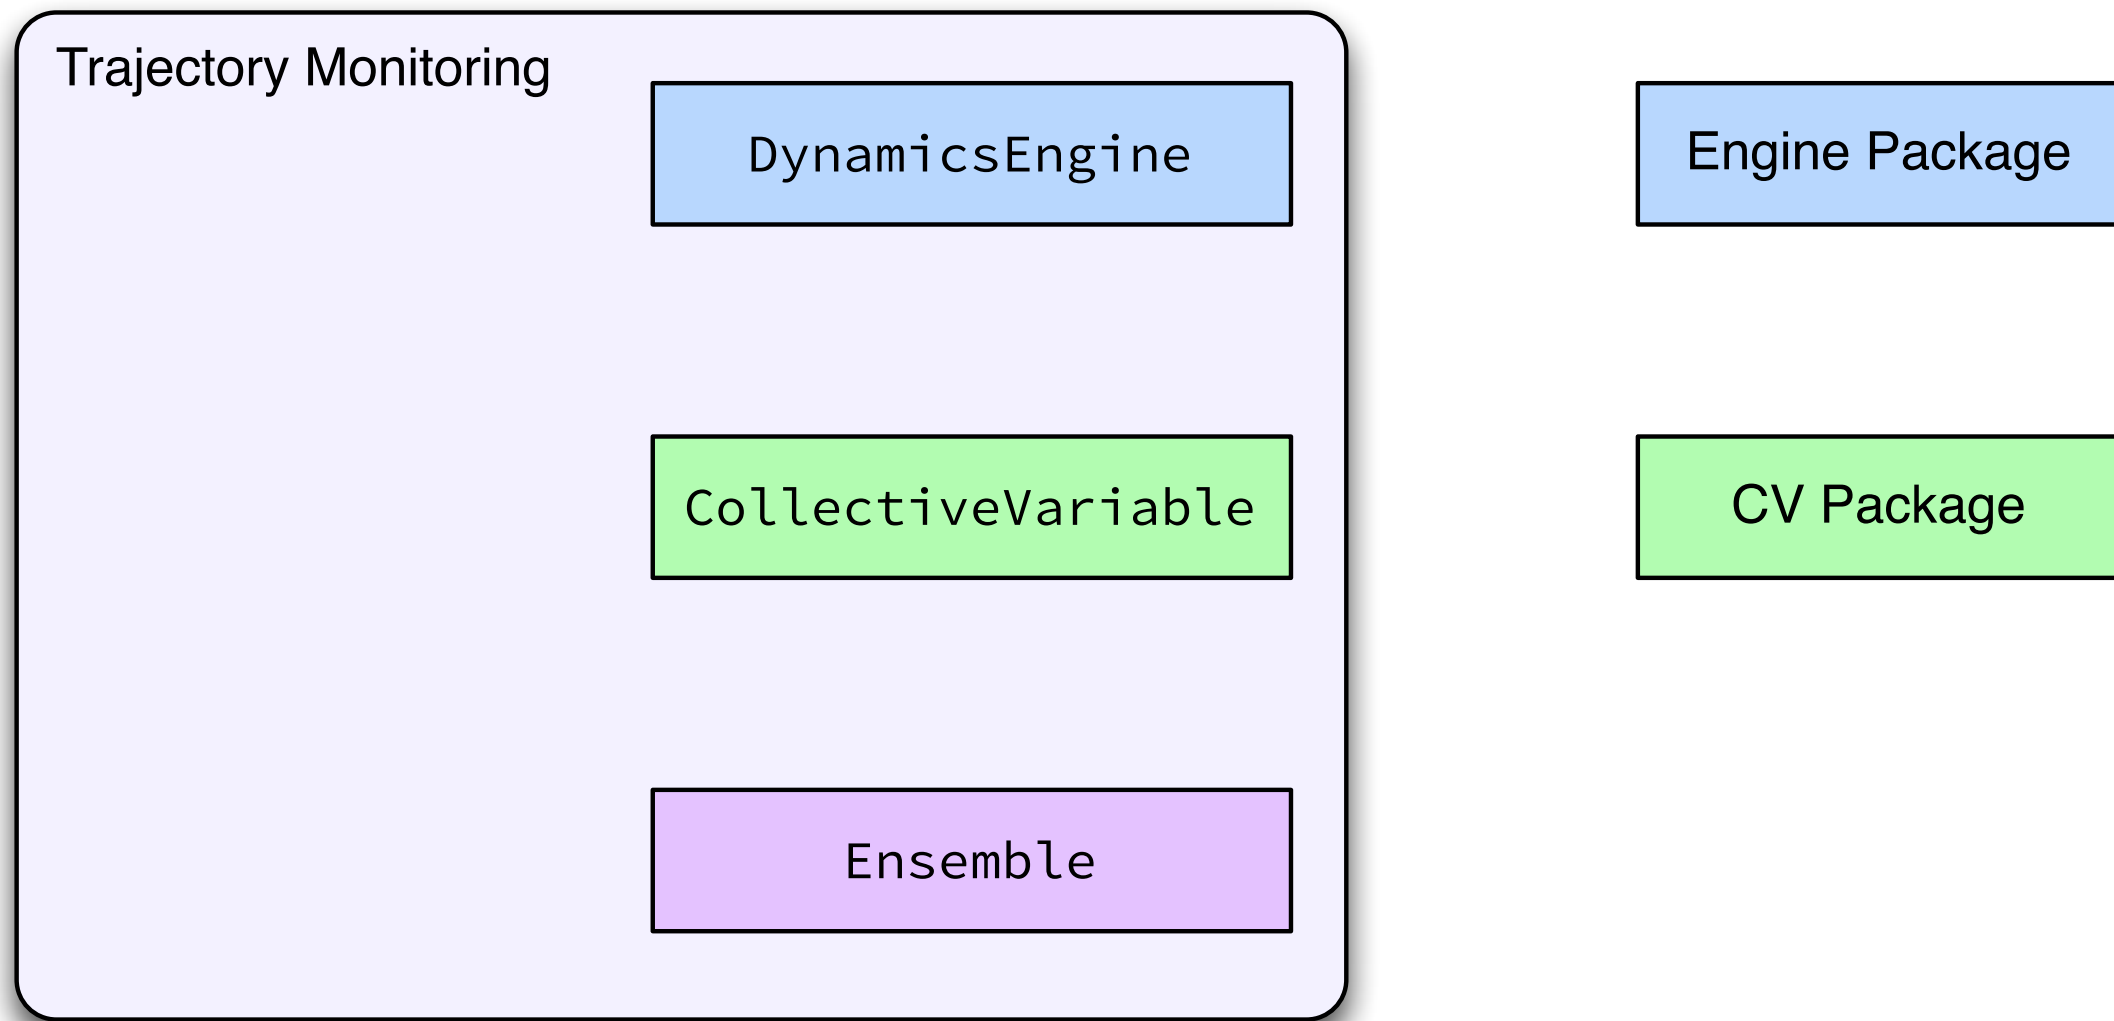 Trajectory Monitoring
DynamicsEngine
Engine Package
CollectiveVariable
CV Package
Ensemble